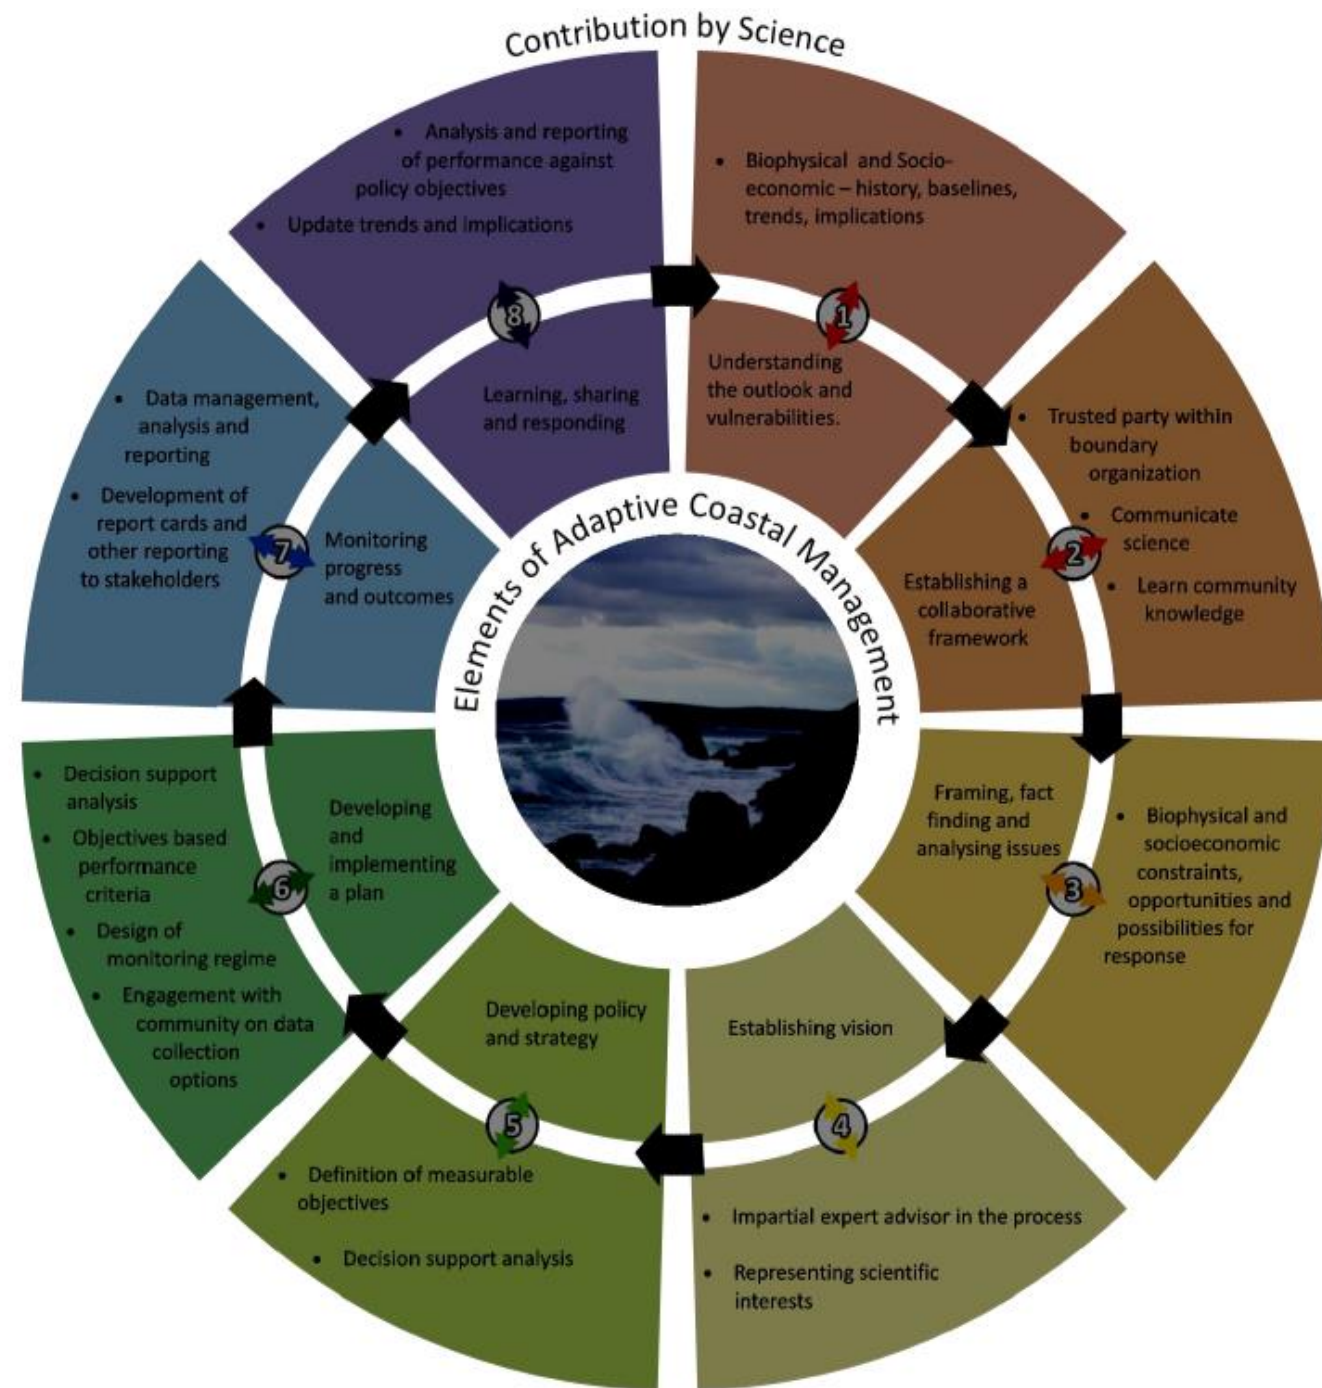 Contribution by Science
• Analysis and reporting
of performance against
policy objectives
• Update trends and implications
• Biophysical and Socio-
economic – history, baselines,
trends, implications
8
1
Learning, sharing
and responding
Understanding
the outlook and
vulnerabilities.
• Trusted party within
boundary
organization
• Communicate
science
• Learn community
knowledge
2
Establishing a
collaborative
framework
• Data management,
analysis and
reporting
• Development of
report cards and
other reporting
to stakeholders
7
Monitoring
progress
and outcomes
Elements of Adaptive Coastal Management
Framing, fact
finding and
analysing issues
3
• Biophysical and
socioeconomic
constraints,
opportunities and
possibilities for
response
• Decision support
analysis
• Objectives based
performance
criteria
• Design of
monitoring regime
• Engagement with
community on data
collection
options
6
Developing
and
implementing
a plan
Developing policy
and strategy
Establishing vision
5
4
• Definition of measurable
objectives
• Decision support analysis
• Impartial expert advisor in the process
• Representing scientific
interests